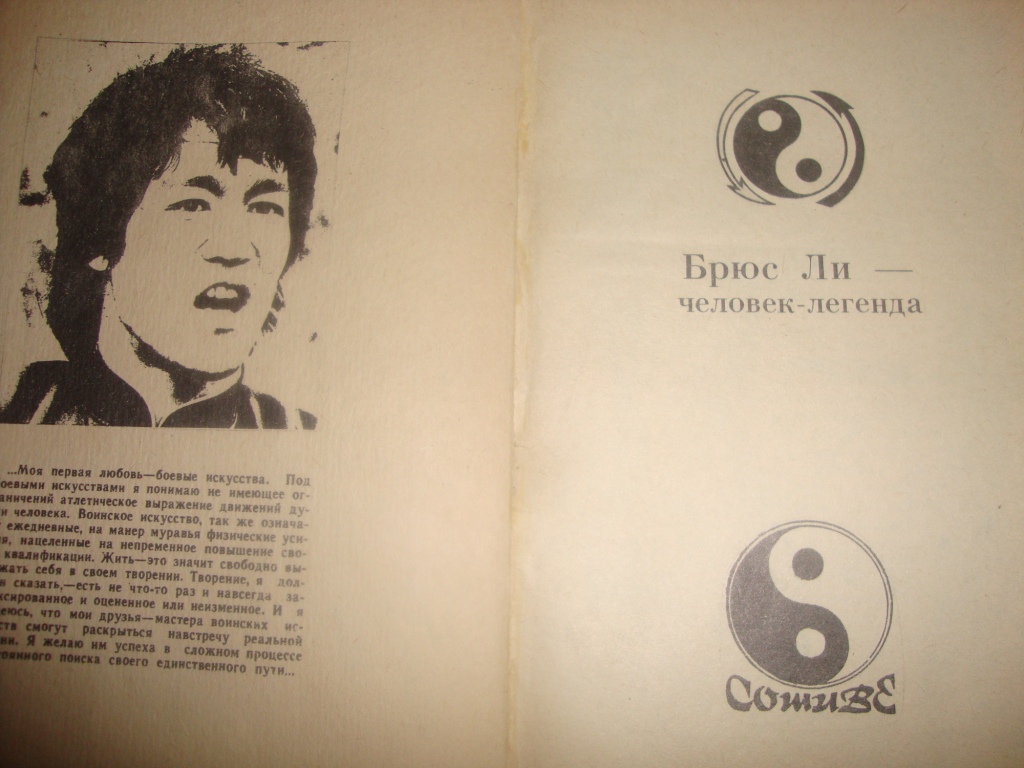 ...Моя первая любовь—боевые искусства. Под
оевыми искусствами я понимаю не имеющее ог-
аничений атлетическое выражение движений ду-
и человека. Воинское искусство, так же означа-
ежедневные, на манер муравья физические уси-
ия, нацеленные на непременное повышение сво-
квалификации. Жить—это значит свободно вы-
жать себя в своем творении. Творение, я дол-
н сказать,—есть не что-то раз и навсегда за-
ксированное и оцененное или неизменное. И я
деюсь, что мои друзья—мастера воинских ис-
ств смогут раскрыться навстречу реальной
ни. Я желаю им успеха в сложном процессе
тоянного поиска своего единственного пути...
Брюс Ли —
человек-легенда
СотиВЕ